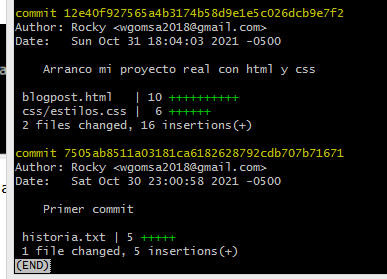 commit 12e40f927565a4b3174b58d9e1e5c026dcb9e7f2
Author: Rocky <wgomsa2018@gmail.com>
Date:   Sun Oct 31 18:04:03 2021 -0500
Arranco mi proyecto real con html y css
blogpost.html   | 10 ++++++++++
css/estilos.css |  6 ++++++
2 files changed, 16 insertions(+)
commit 7505ab8511a03181ca6182628792cdb707b71671
Author: Rocky <wgomsa2018@gmail.com>
Date:   Sat Oct 30 23:00:58 2021 -0500
Primer commit
historia.txt | 5 +++++
1 file changed, 5 insertions(+)
(END)